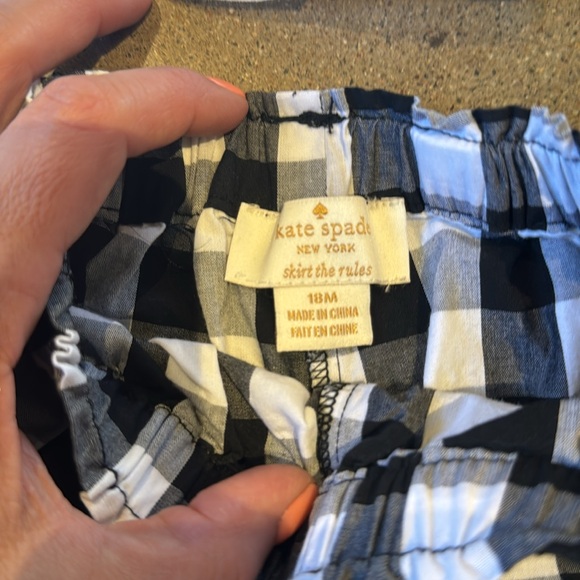 kate spade
NEW YORK
skirt the rules
18M
MADE IN CHINA
FAIT EN CHINE